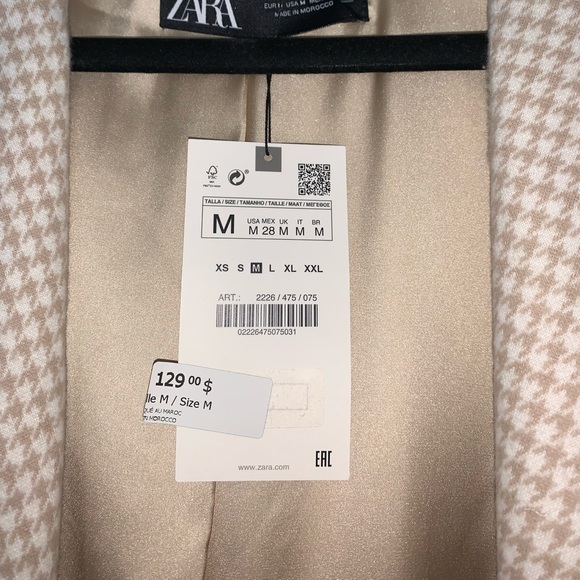 ZARA
EUR M USA M
MADE IN MOROCCO
FSC
TALLA / SIZE / TAMANHO / TAILLE / MAAT / ΜΕΓΕΘΟΣ
M
USA MEX UK IT BR
M 28 M M M
XS S M L XL XXL
ART.: 2226 / 475 / 075
02226475075031
129 00 $
lle M / Size M
QUÉ AU MAROC
IN MOROCCO
www.zara.com
EAC